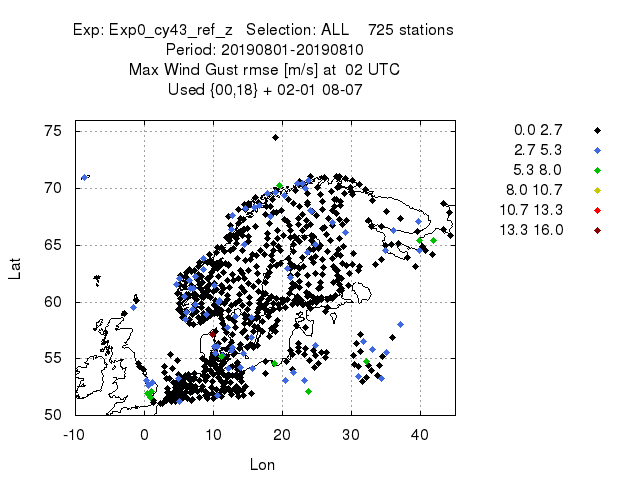 Exp: Exp0_cy43_ref_z   Selection: ALL    725 stations
Period: 20190801-20190810
Max Wind Gust rmse [m/s] at  02 UTC
Used {00,18} + 02-01 08-07
75
70
65
60
55
50
Lat
-10 0 10 20 30 40
Lon
0.0 2.7
2.7 5.3
5.3 8.0
8.0 10.7
10.7 13.3
13.3 16.0